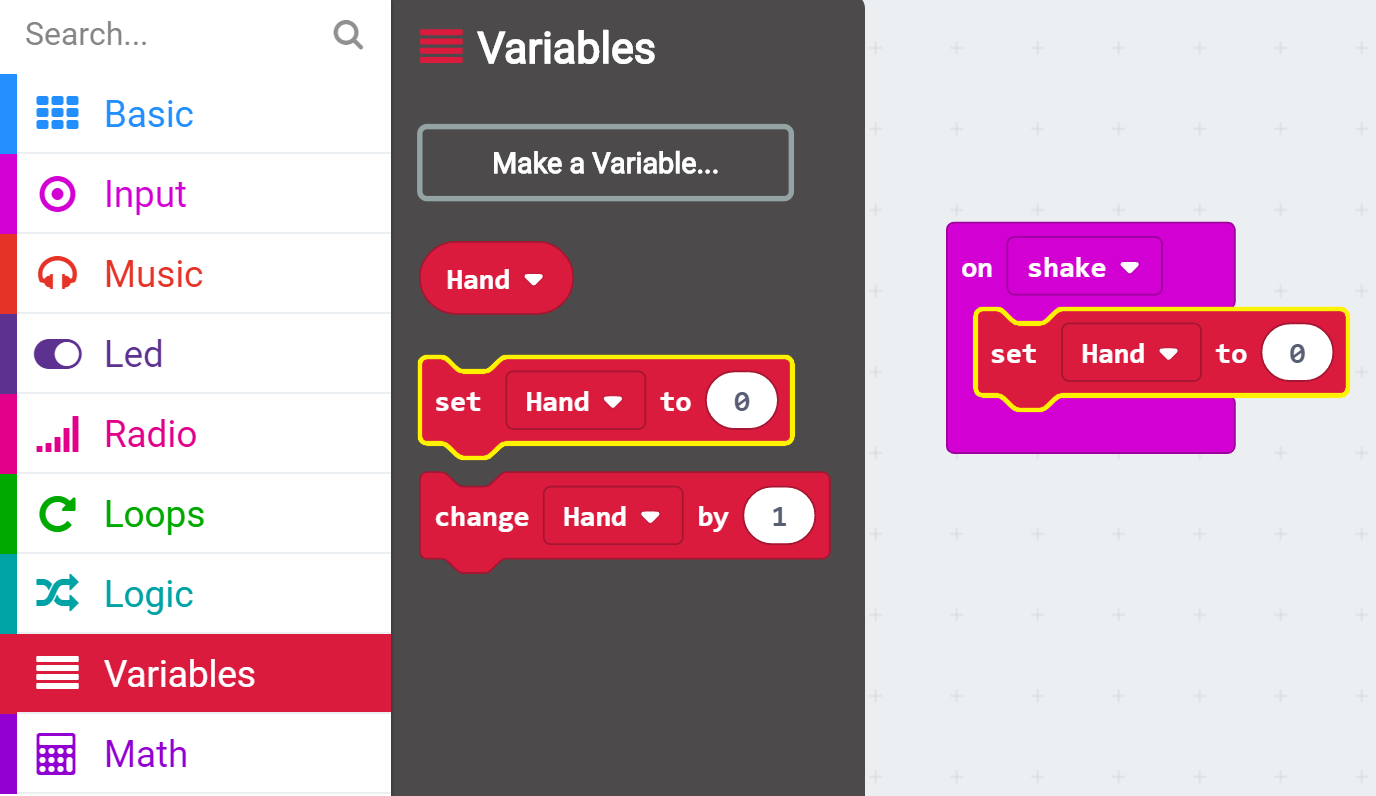 Search...
Basic
Input
Music
Led
Radio
Loops
Logic
Variables
Math
Variables
Make a Variable...
Hand
set Hand to 0
change Hand by 1
on shake
set Hand to 0